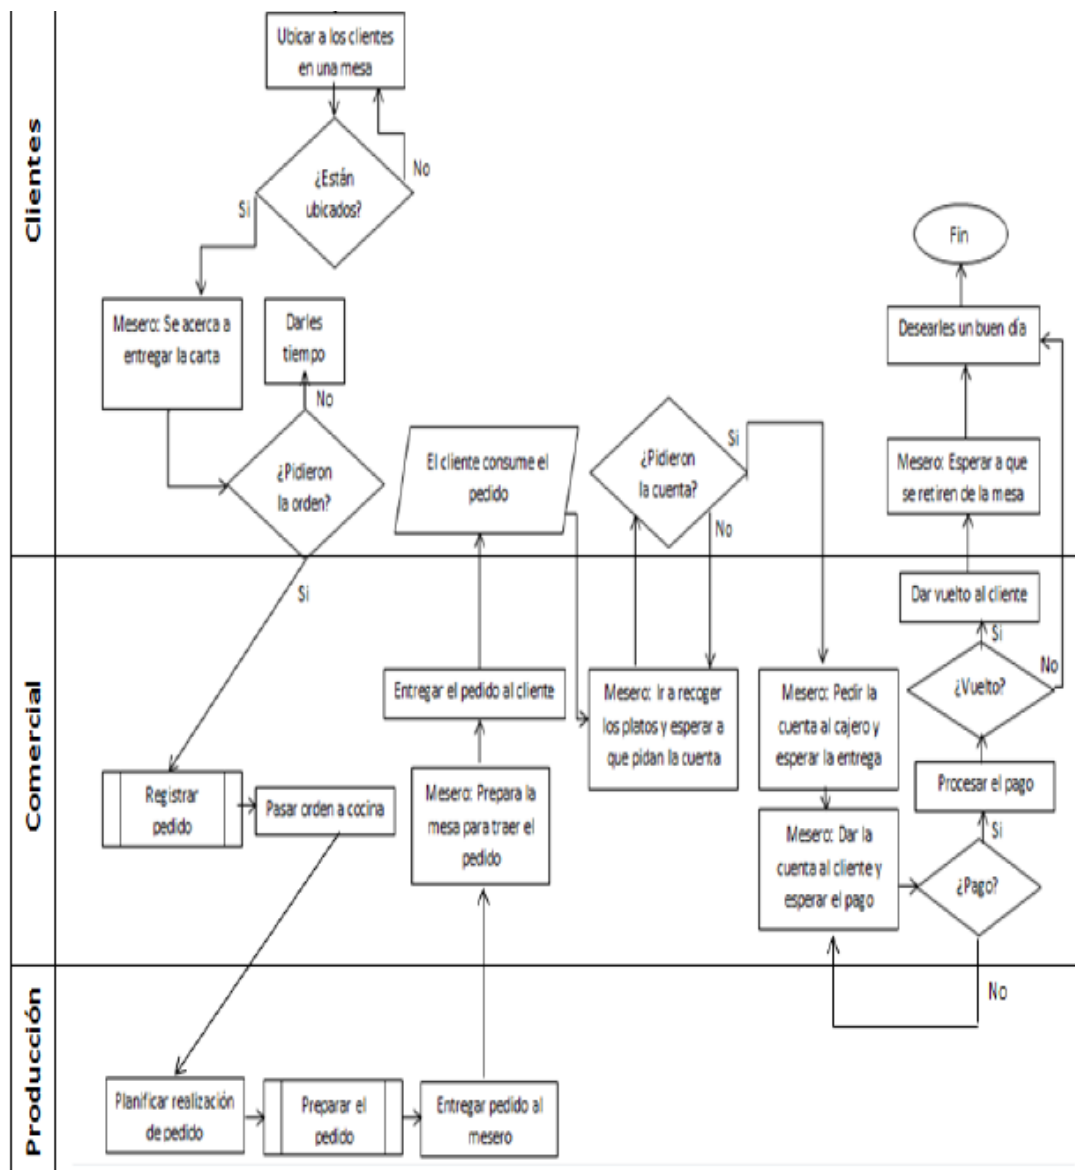 Clientes
Ubicar a los clientes
en una mesa
¿Están
ubicados?
No
Si
Mesero: Se acerca a
entregar la carta
Darles
tiempo
No
¿Pidieron
la orden?
Si
El cliente consume el
pedido
¿Pidieron
la cuenta?
Si
No
Fin
Desearles un buen día
Mesero: Esperar a que
se retiren de la mesa
Comercial
Registrar
pedido
Pasar orden a cocina
Entregar el pedido al cliente
Mesero: Prepara la
mesa para traer el
pedido
Mesero: Ir a recoger
los platos y esperar a
que pidan la cuenta
Mesero: Pedir la
cuenta al cajero y
esperar la entrega
Mesero: Dar la
cuenta al cliente y
esperar el pago
Dar vuelto al cliente
Si
¿Vuelto?
No
Procesar el pago
Si
¿Pago?
No
Producción
Planificar realización
de pedido
Preparar el
pedido
Entregar pedido al
mesero